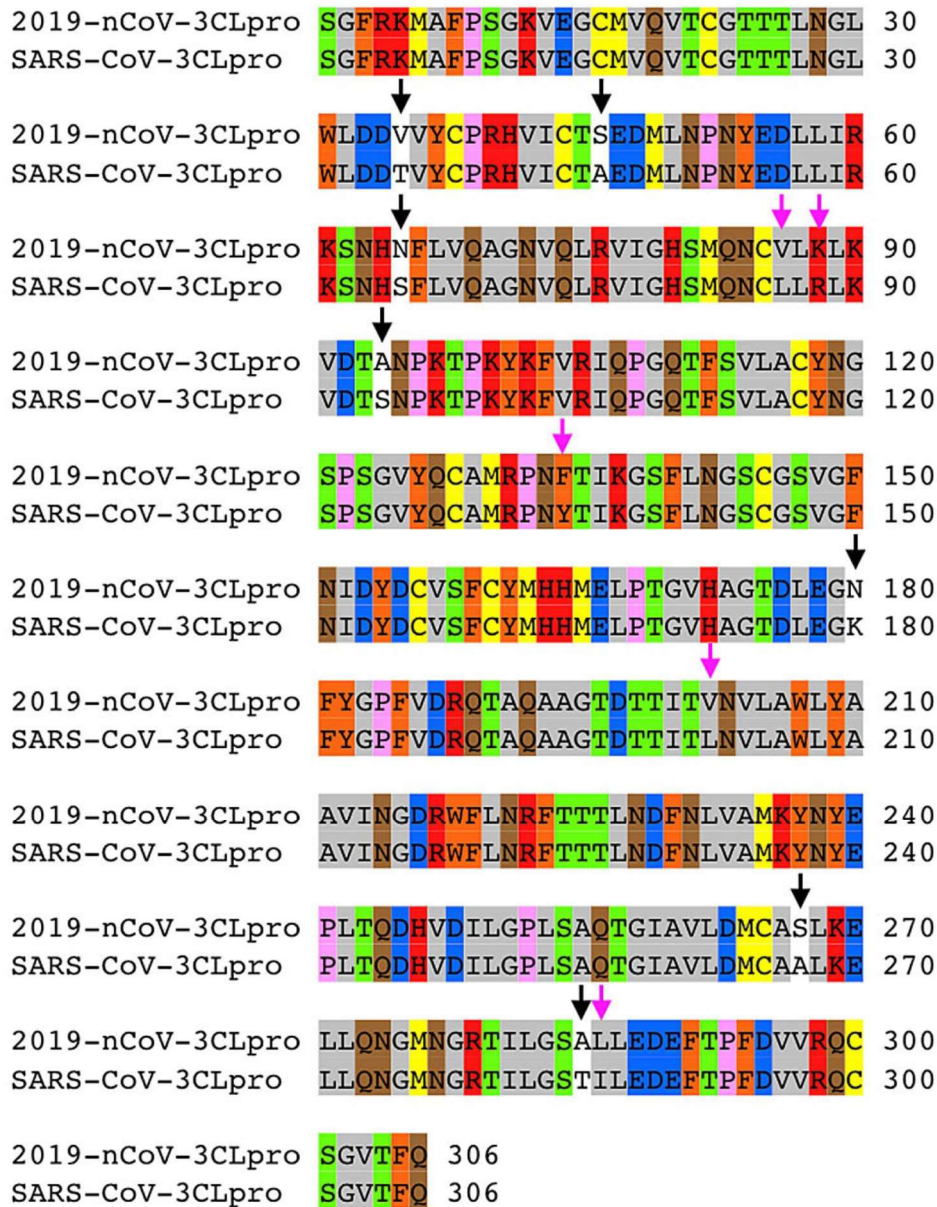 2019-nCoV-3CLpro SGFRKMAFPSGKVEGCMVQVTCGTTTLNGL 30
SARS-CoV-3CLpro SGFRKMAFPSGKVEGCMVQVTCGTTTLNGL 30
2019-nCoV-3CLpro WLDDVVYCPRHVICTSEDMLNPNYEDLLIR 60
SARS-CoV-3CLpro WLDDTVYCPRHVICTAEDMLNPNYEDLLIR 60
2019-nCoV-3CLpro KSNHNFLVQAGNVQLRVIGHSMQNCVLKLK 90
SARS-CoV-3CLpro KSNHSFLVQAGNVQLRVIGHSMQNCLLRLK 90
2019-nCoV-3CLpro VDTANPKTPKYKFVRIQPGQTFSVLACYNG 120
SARS-CoV-3CLpro VDTSNPKTPKYKFVRIQPGQTFSVLACYNG 120
2019-nCoV-3CLpro SPSGVYQCAMRPNFTIKGSFLNGSCGSVGF 150
SARS-CoV-3CLpro SPSGVYQCAMRPNYTIKGSFLNGSCGSVGF 150
2019-nCoV-3CLpro NIDYDCVSFCYMHHMELPTGVHAGTDLEGN 180
SARS-CoV-3CLpro NIDYDCVSFCYMHHMELPTGVHAGTDLEGK 180
2019-nCoV-3CLpro FYGPFVDRQTAQAAGTDTTITVNVLAWLYA 210
SARS-CoV-3CLpro FYGPFVDRQTAQAAGTDTTITLNVLAWLYA 210
2019-nCoV-3CLpro AVINGDRWFLNRFTTTLNDFNLVAMKYNYE 240
SARS-CoV-3CLpro AVINGDRWFLNRFTTTLNDFNLVAMKYNYE 240
2019-nCoV-3CLpro PLTQDHVDILGPLSAQTGIAVLDMCASLKE 270
SARS-CoV-3CLpro PLTQDHVDILGPLSAQTGIAVLDMCAALKE 270
2019-nCoV-3CLpro LLQNGMNGRTILGSALLEDEFTPFDVVRQC 300
SARS-CoV-3CLpro LLQNGMNGRTILGSTILEDEFTPFDVVRQC 300
2019-nCoV-3CLpro SGVTFQ 306
SARS-CoV-3CLpro SGVTFQ 306